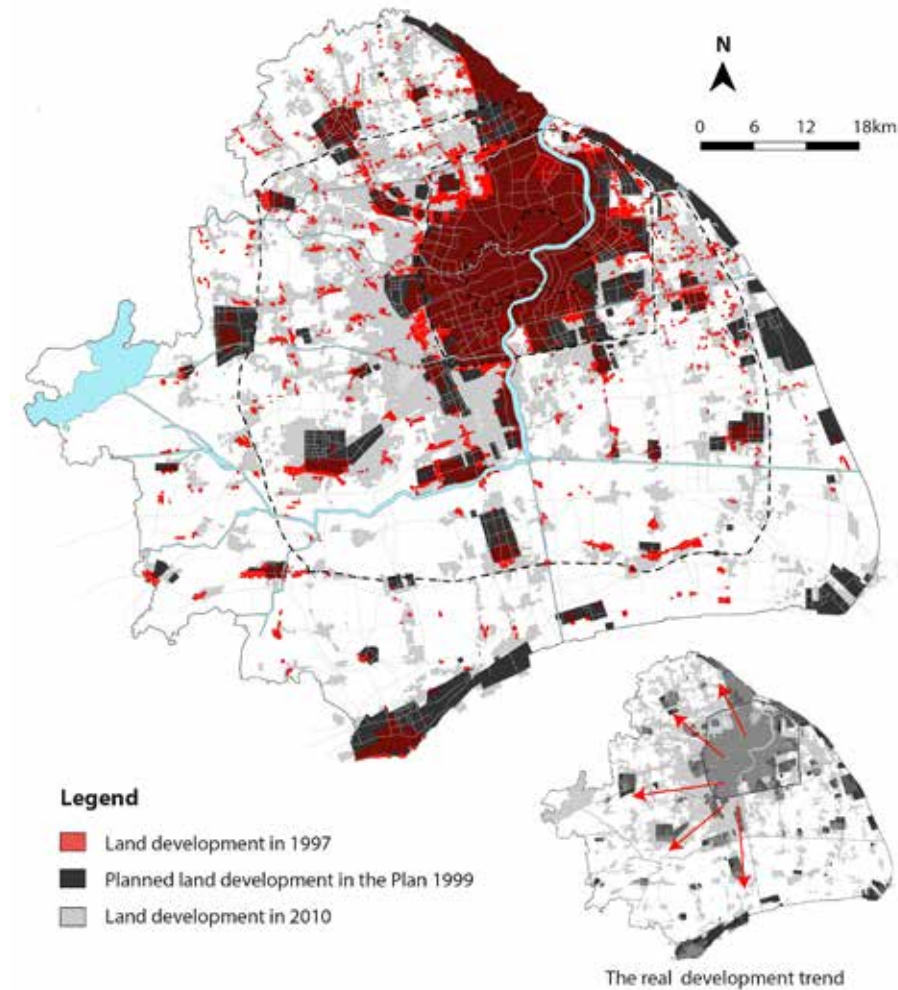 N
0 6 12 18km
Legend
Land development in 1997
Planned land development in the Plan 1999
Land development in 2010
The real development trend